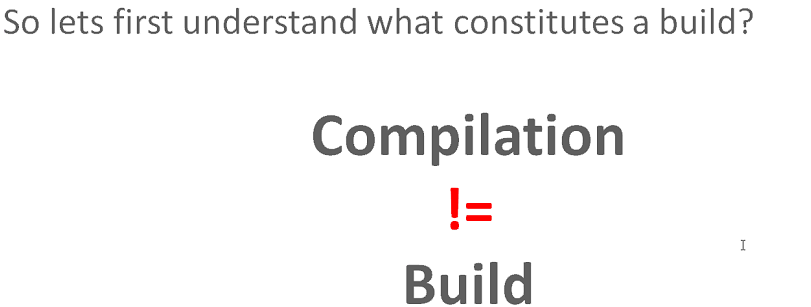 So lets first understand what constitutes a build?
Compilation
!=
Build